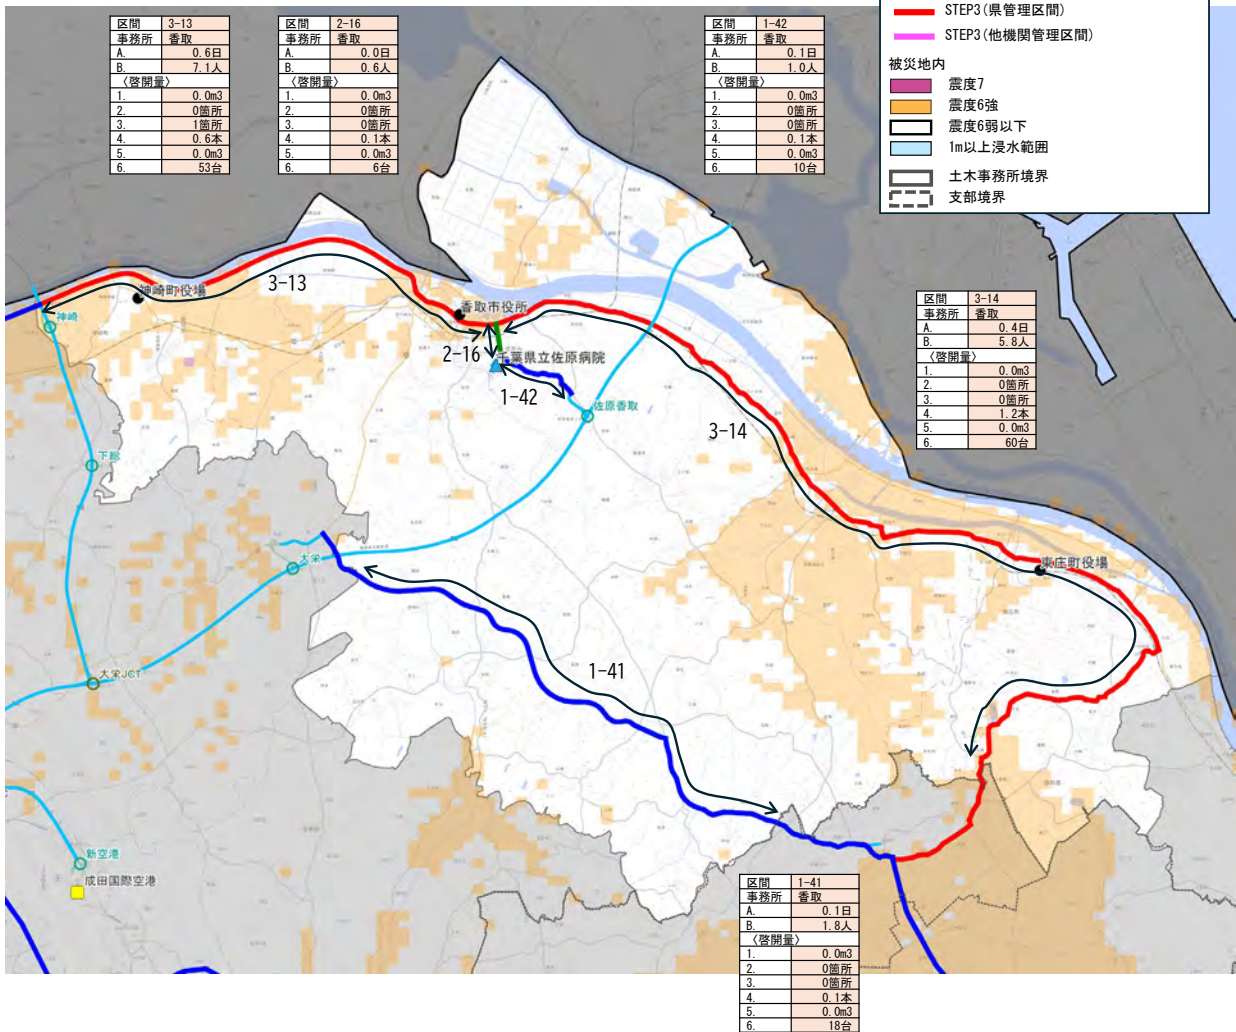 区間 3-13
事務所 香取
A. 0.6日
B. 7.1人
〈啓開量〉
1. 0.0m3
2. 0箇所
3. 1箇所
4. 0.6本
5. 0.0m3
6. 53台
区間 2-16
事務所 香取
A. 0.0日
B. 0.6人
〈啓開量〉
1. 0.0m3
2. 0箇所
3. 0箇所
4. 0.1本
5. 0.0m3
6. 6台
区間 1-42
事務所 香取
A. 0.1日
B. 1.0人
〈啓開量〉
1. 0.0m3
2. 0箇所
3. 0箇所
4. 0.1本
5. 0.0m3
6. 10台
STEP3(県管理区間)
STEP3(他機関管理区間)
被災地内
震度7
震度6強
震度6弱以下
1m以上浸水範囲
土木事務所境界
支部境界
3-13
神崎町役場
神崎
香取市役所
2-16
千葉県立佐原病院
1-42
佐原香取
3-14
区間 3-14
事務所 香取
A. 0.4日
B. 5.8人
〈啓開量〉
1. 0.0m3
2. 0箇所
3. 0箇所
4. 1.2本
5. 0.0m3
6. 60台
下総
大栄
東庄町役場
大栄JCT
1-41
新空港
成田国際空港
区間 1-41
事務所 香取
A. 0.1日
B. 1.8人
〈啓開量〉
1. 0.0m3
2. 0箇所
3. 0箇所
4. 0.1本
5. 0.0m3
6. 18台